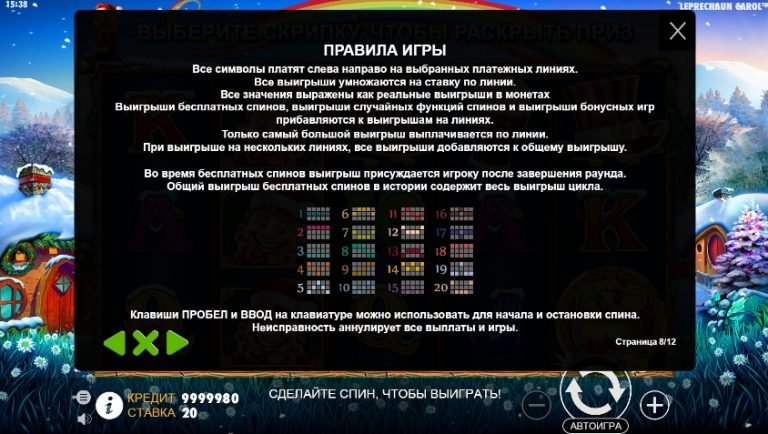 15:38
LEPRECHAUN CAROL™
ВЫБЕРИТЕ СКРИПКУ, ЧТОБЫ РАСКРЫТЬ ПРИЗ
ПРАВИЛА ИГРЫ
Все символы платят слева направо на выбранных платежных линиях.
Все выигрыши умножаются на ставку по линии.
Все значения выражены как реальные выигрыши в монетах
Выигрыши бесплатных спинов, выигрыши случайных функций спинов и выигрыши бонусных игр
прибавляются к выигрышам на линиях.
Только самый большой выигрыш выплачивается по линии.
При выигрыше на нескольких линиях, все выигрыши добавляются к общему выигрышу.
Во время бесплатных спинов выигрыш присуждается игроку после завершения раунда.
Общий выигрыш бесплатных спинов в истории содержит весь выигрыш цикла.
1 6 11 16
2 7 12 17
3 8 13 18
4 9 14 19
5 10 15 20
Клавиши ПРОБЕЛ и ВВОД на клавиатуре можно использовать для начала и остановки спина.
Неисправность аннулирует все выплаты и игры.
Страница 8/12
КРЕДИТ 9999980
СТАВКА 20
СДЕЛАЙТЕ СПИН, ЧТОБЫ ВЫИГРАТЬ!
АВТОИГРА